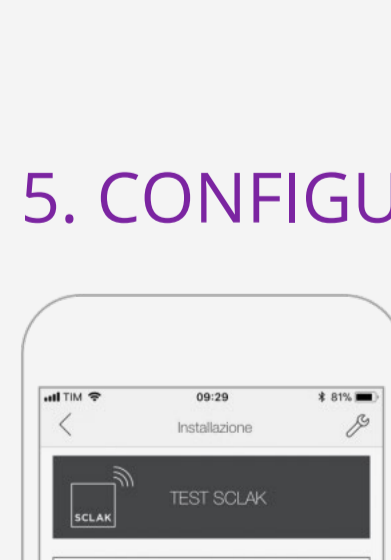 5. CONFIGU
TIM 09:29 81%
Installazione
TEST SCLAK
SCLAK